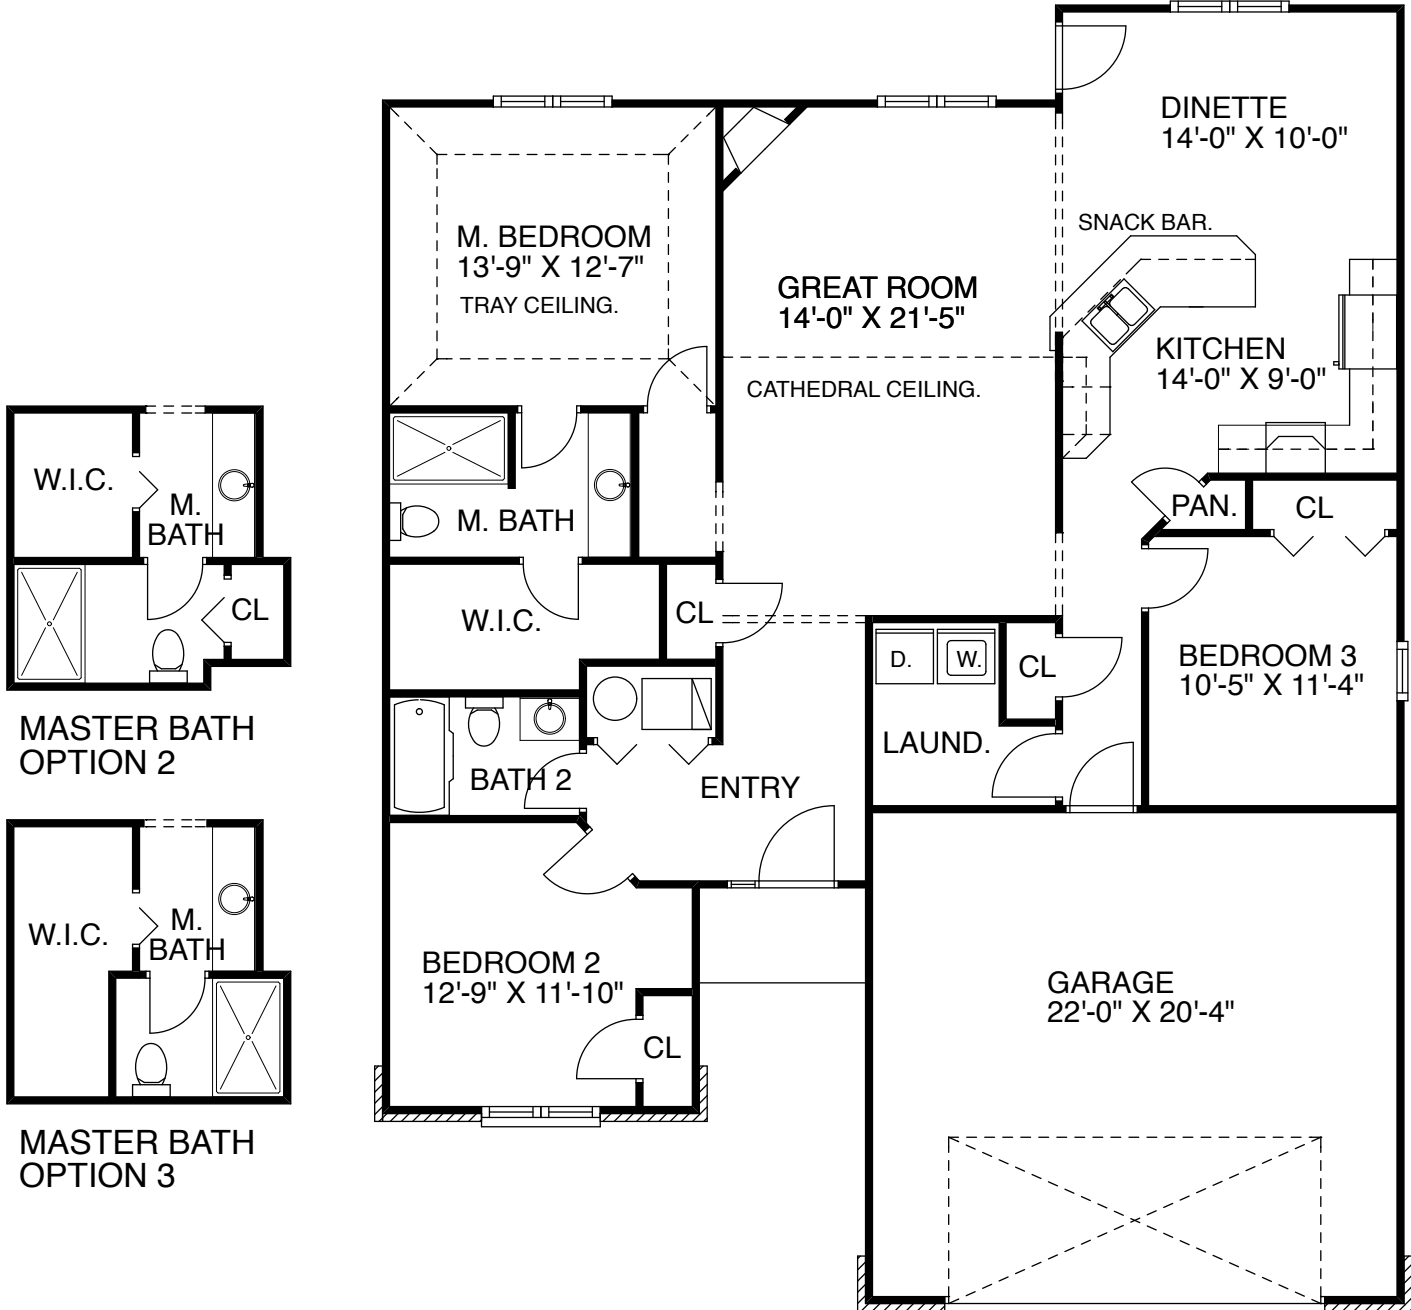 DINETTE
14'-0" X 10'-0"
SNACK BAR.
M. BEDROOM
13'-9" X 12'-7"
TRAY CEILING.
GREAT ROOM
14'-0" X 21'-5"
CATHEDRAL CEILING.
KITCHEN
14'-0" X 9'-0"
W.I.C.
M.
BATH
CL
MASTER BATH
OPTION 2
M. BATH
W.I.C.
CL
PAN.
CL
D.
W.
CL
LAUND.
BEDROOM 3
10'-5" X 11'-4"
BATH 2
ENTRY
W.I.C.
M.
BATH
MASTER BATH
OPTION 3
BEDROOM 2
12'-9" X 11'-10"
CL
GARAGE
22'-0" X 20'-4"